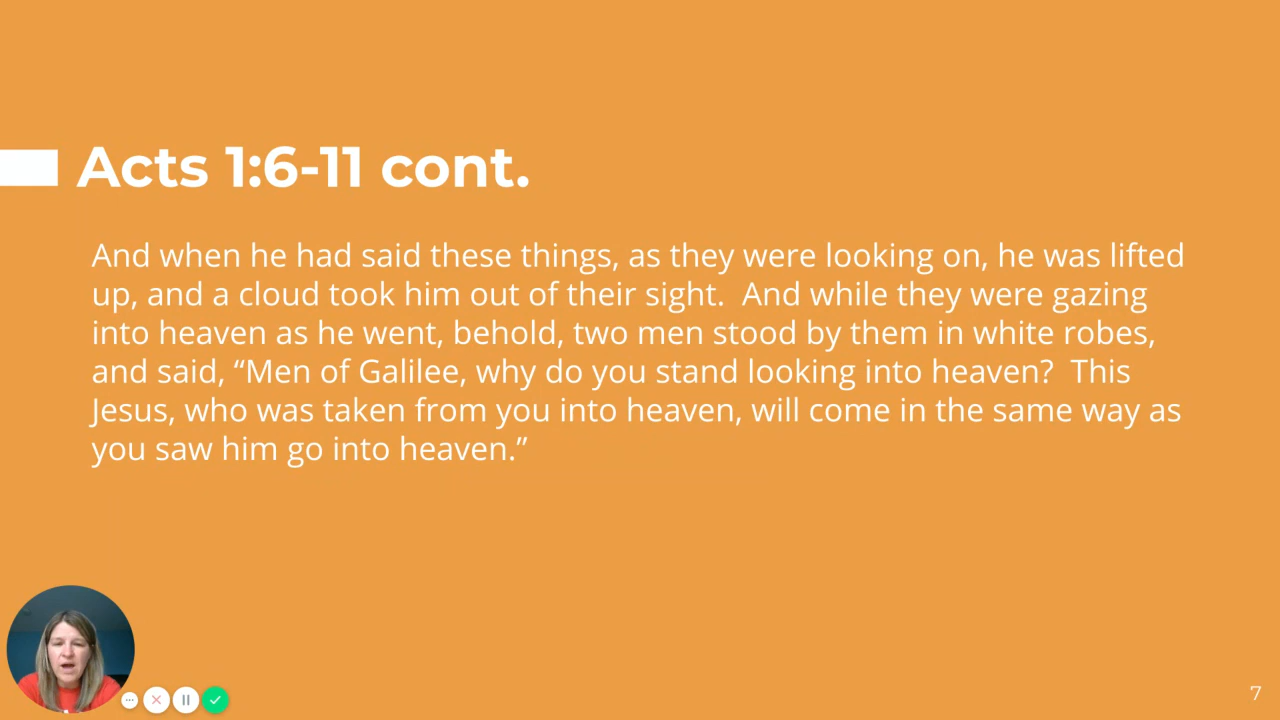 Acts 1:6-11 cont.
And when he had said these things, as they were looking on, he was lifted
up, and a cloud took him out of their sight.  And while they were gazing
into heaven as he went, behold, two men stood by them in white robes,
and said, “Men of Galilee, why do you stand looking into heaven?  This
Jesus, who was taken from you into heaven, will come in the same way as
you saw him go into heaven.”
7